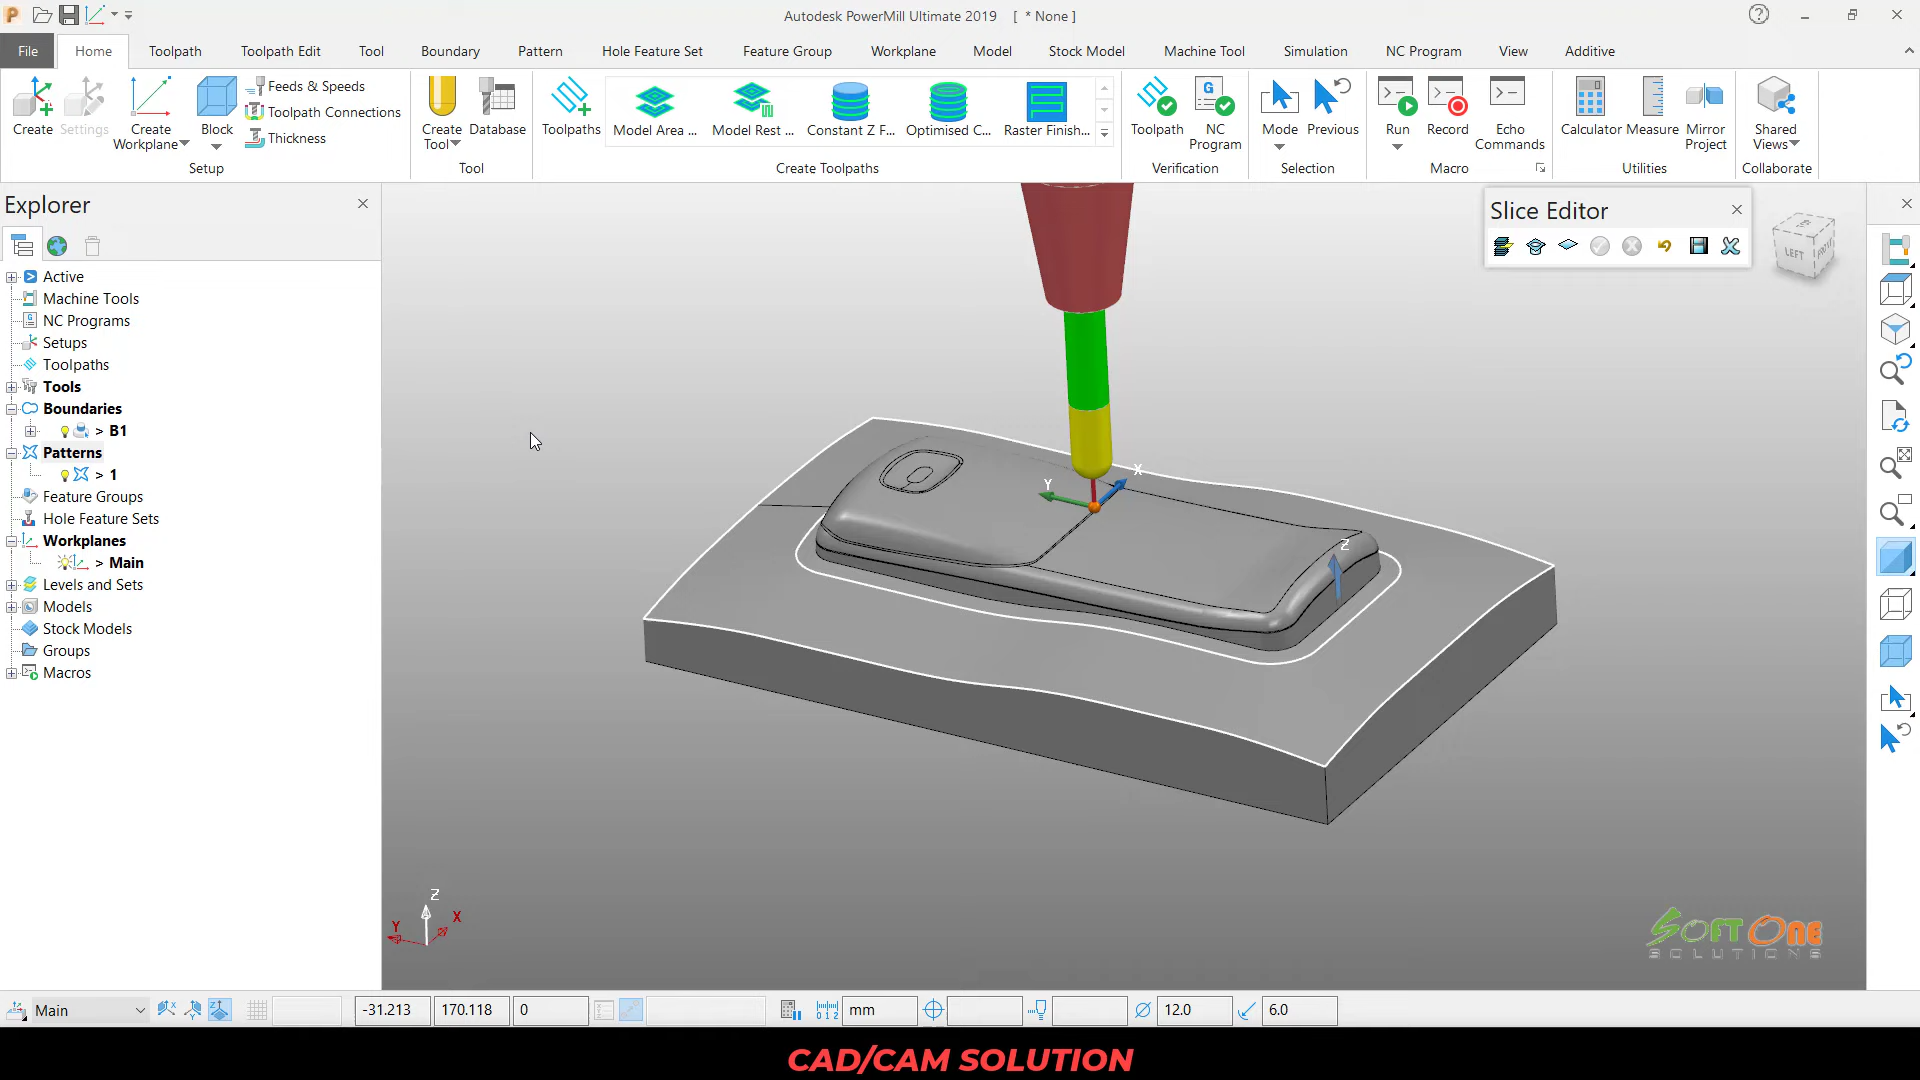 Autodesk PowerMill Ultimate 2019 [ * None ]
File Home Toolpath Toolpath Edit Tool Boundary Pattern Hole Feature Set Feature Group Workplane Model Stock Model Machine Tool Simulation NC Program View Additive
Create
Settings
Create Workplane
Block
Feeds & Speeds
Toolpath Connections
Thickness
Setup
Create Tool
Database
Tool
Toolpaths
Model Area ...
Model Rest ...
Constant Z F...
Optimised C...
Raster Finish...
Create Toolpaths
Toolpath
NC Program
Verification
Mode
Previous
Selection
Run
Record
Echo Commands
Macro
Calculator
Measure
Mirror Project
Utilities
Shared Views
Collaborate
Explorer
Active
Machine Tools
NC Programs
Setups
Toolpaths
Tools
Boundaries
> B1
Patterns
> 1
Feature Groups
Hole Feature Sets
Workplanes
> Main
Levels and Sets
Models
Stock Models
Groups
Macros
Slice Editor
LEFT
X
Y
Z
Z
Y
X
SOFTONE
SOLUTIONS
Main
-31.213 170.118 0
mm
12.0
6.0
CAD/CAM SOLUTION